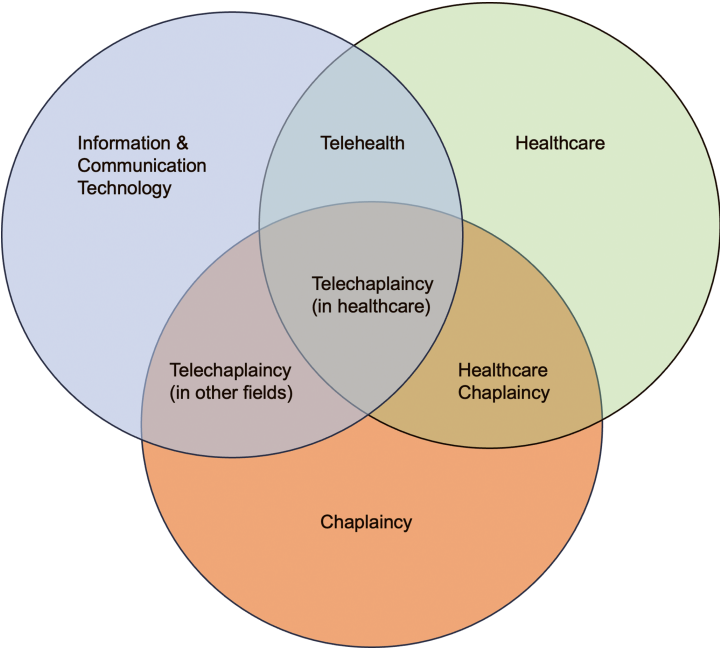 Information &
Communication
Technology
Telehealth
Healthcare
Telechaplaincy
(in healthcare)
Telechaplaincy
(in other fields)
Healthcare
Chaplaincy
Chaplaincy